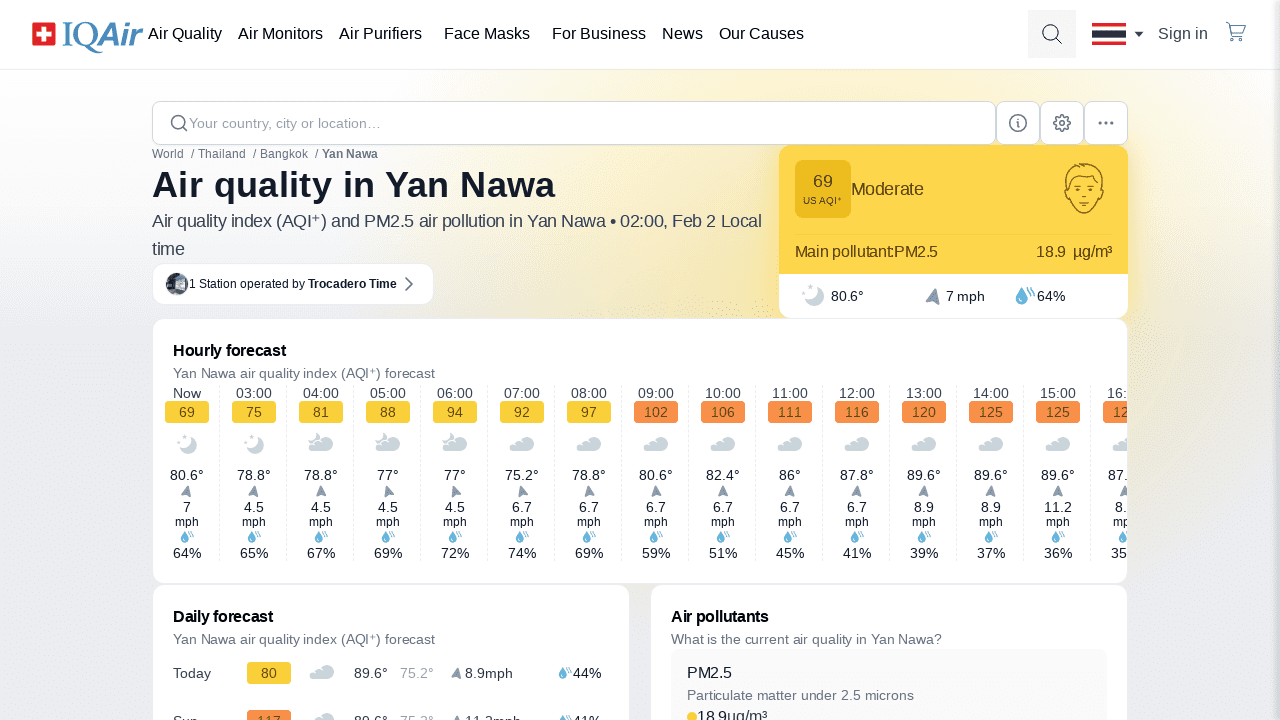 IQAir
Air Quality Air Monitors Air Purifiers Face Masks For Business News Our Causes
Sign in
Your country, city or location…
World / Thailand / Bangkok / Yan Nawa
Air quality in Yan Nawa
Air quality index (AQI⁺) and PM2.5 air pollution in Yan Nawa • 02:00, Feb 2 Local
time
1 Station operated by Trocadero Time
69
US AQI⁺
Moderate
Main pollutant:PM2.5 18.9 µg/m³
80.6° 7 mph 64%
Hourly forecast
Yan Nawa air quality index (AQI⁺) forecast
Now 03:00 04:00 05:00 06:00 07:00 08:00 09:00 10:00 11:00 12:00 13:00 14:00 15:00 16:
69 75 81 88 94 92 97 102 106 111 116 120 125 125 12
80.6° 78.8° 78.8° 77° 77° 75.2° 78.8° 80.6° 82.4° 86° 87.8° 89.6° 89.6° 89.6° 87.
7 4.5 4.5 4.5 4.5 6.7 6.7 6.7 6.7 6.7 6.7 8.9 8.9 11.2 8.
mph mph mph mph mph mph mph mph mph mph mph mph mph mph mp
64% 65% 67% 69% 72% 74% 69% 59% 51% 45% 41% 39% 37% 36% 35
Daily forecast
Yan Nawa air quality index (AQI⁺) forecast
Today 80 89.6° 75.2° 8.9mph 44%
Sun 117 89.6° 75.2° 11.2mph 41%
Air pollutants
What is the current air quality in Yan Nawa?
PM2.5
Particulate matter under 2.5 microns
18.9µg/m³